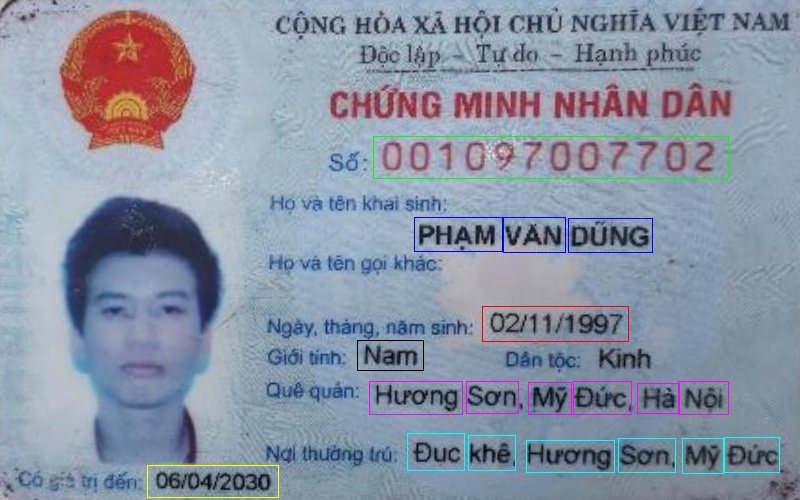 CỘNG HÒA XÃ HỘI CHỦ NGHĨA VIỆT NAM
Độc lập - Tự do - Hạnh phúc
CHỨNG MINH NHÂN DÂN
Số: 001097007702
Họ và tên khai sinh:
PHẠM VĂN DŨNG
Họ và tên gọi khác:
Ngày, tháng, năm sinh: 02/11/1997
Giới tính: Nam Dân tộc: Kinh
Quê quán: Hương Sơn, Mỹ Đức, Hà Nội
Nơi thường trú: Đục khê, Hương Sơn, Mỹ Đức
Có giá trị đến: 06/04/2030